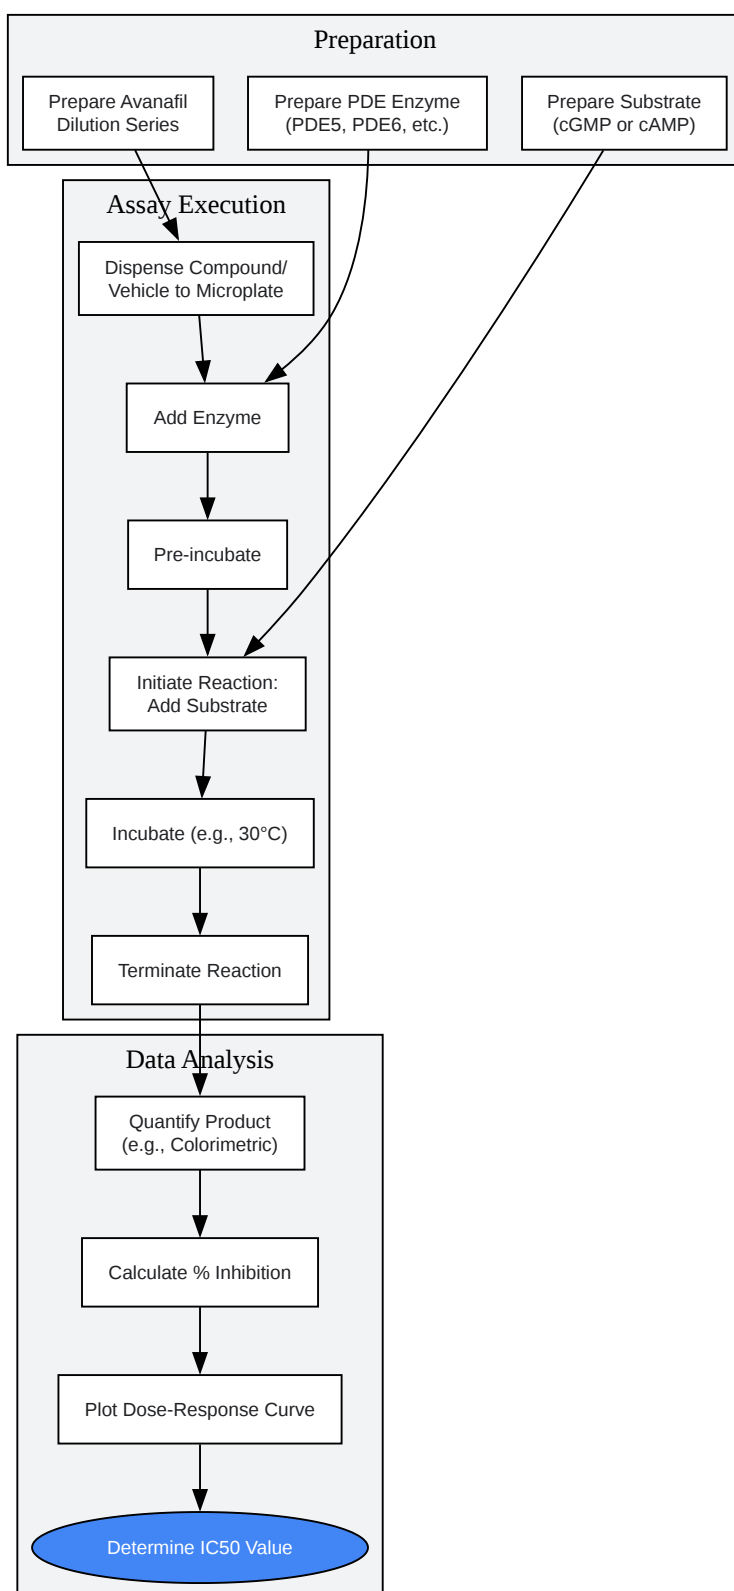 Preparation
Prepare Avanafil
Dilution Series
Prepare PDE Enzyme
(PDE5, PDE6, etc.)
Prepare Substrate
(cGMP or cAMP)
Assay Execution
Dispense Compound/
Vehicle to Microplate
Add Enzyme
Pre-incubate
Initiate Reaction:
Add Substrate
Incubate (e.g., 30°C)
Terminate Reaction
Data Analysis
Quantify Product
(e.g., Colorimetric)
Calculate % Inhibition
Plot Dose-Response Curve
Determine IC50 Value